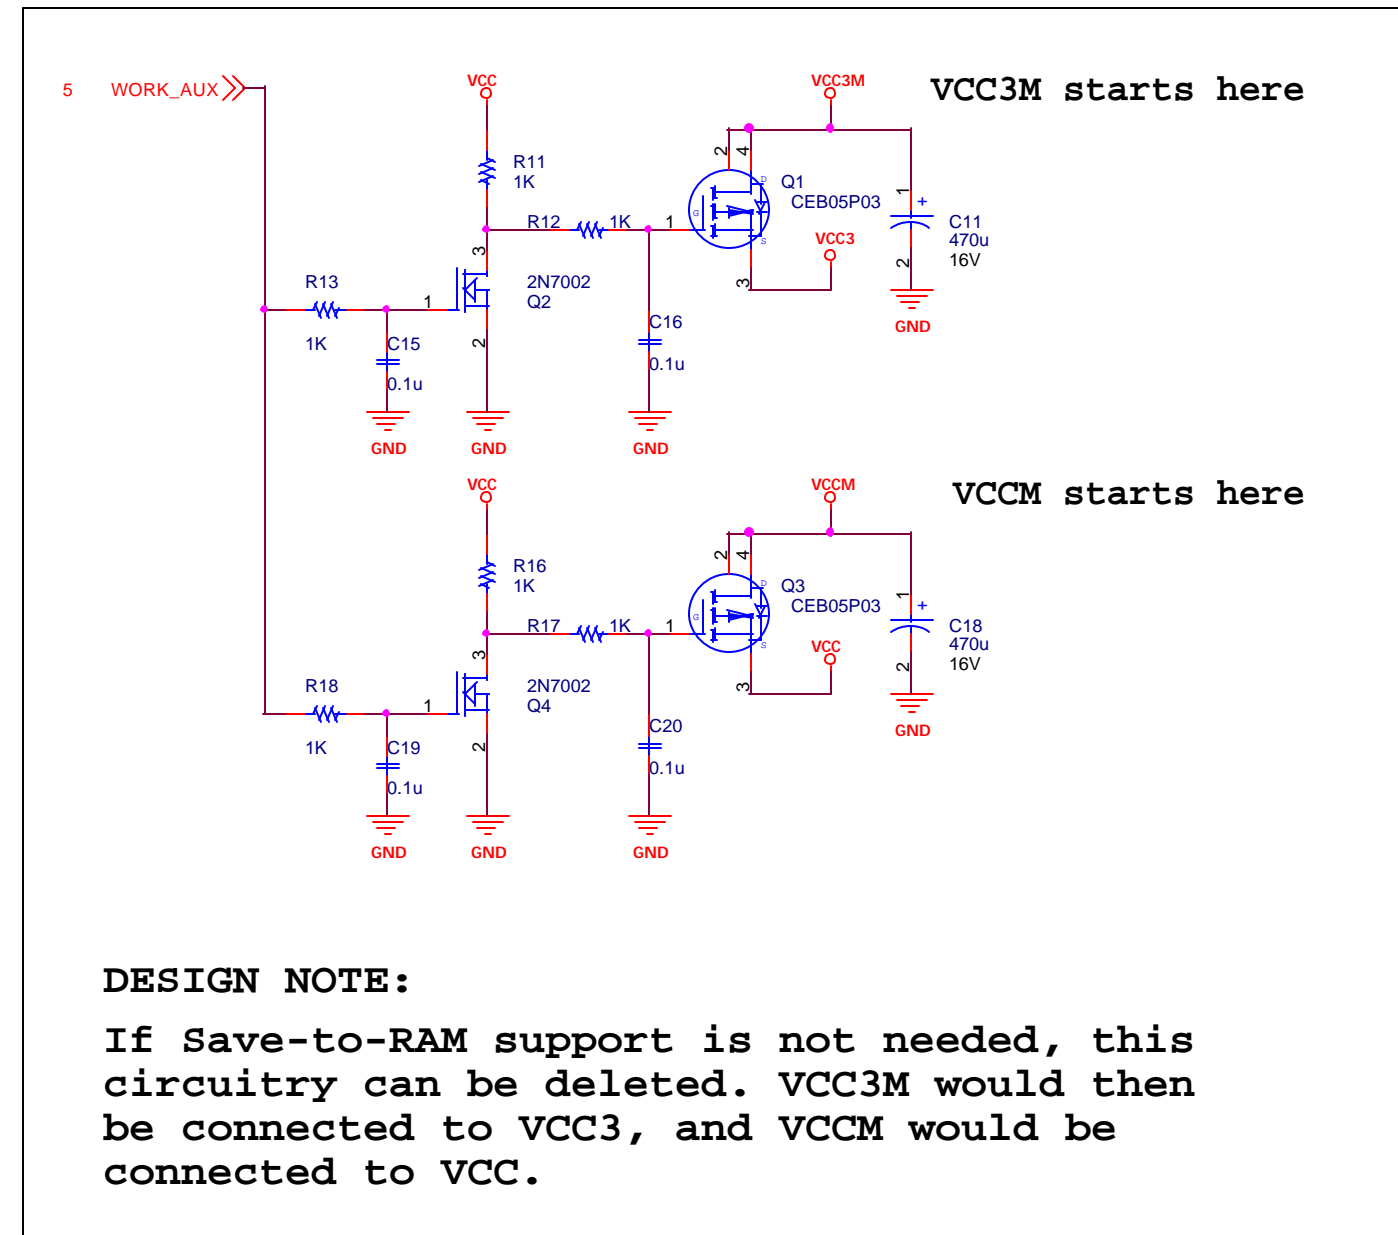 5 WORK_AUX
VCC
VCC3M
VCC3M starts here
R11
1K
2 4
D
Q1
CEB05P03
G
S
R12 1K
1
VCC3
3
1
+
C11
470u
16V
2
GND
3
2N7002
Q2
R13
1K
1
2
C15
0.1u
C16
0.1u
GND
GND
GND
VCC
VCCM
VCCM starts here
R16
1K
2 4
D
Q3
CEB05P03
G
S
R17 1K
1
VCC
3
1
+
C18
470u
16V
2
GND
3
2N7002
Q4
R18
1K
1
2
C19
0.1u
C20
0.1u
GND
GND
GND
DESIGN NOTE:
If Save-to-RAM support is not needed, this
circuitry can be deleted. VCC3M would then
be connected to VCC3, and VCCM would be
connected to VCC.